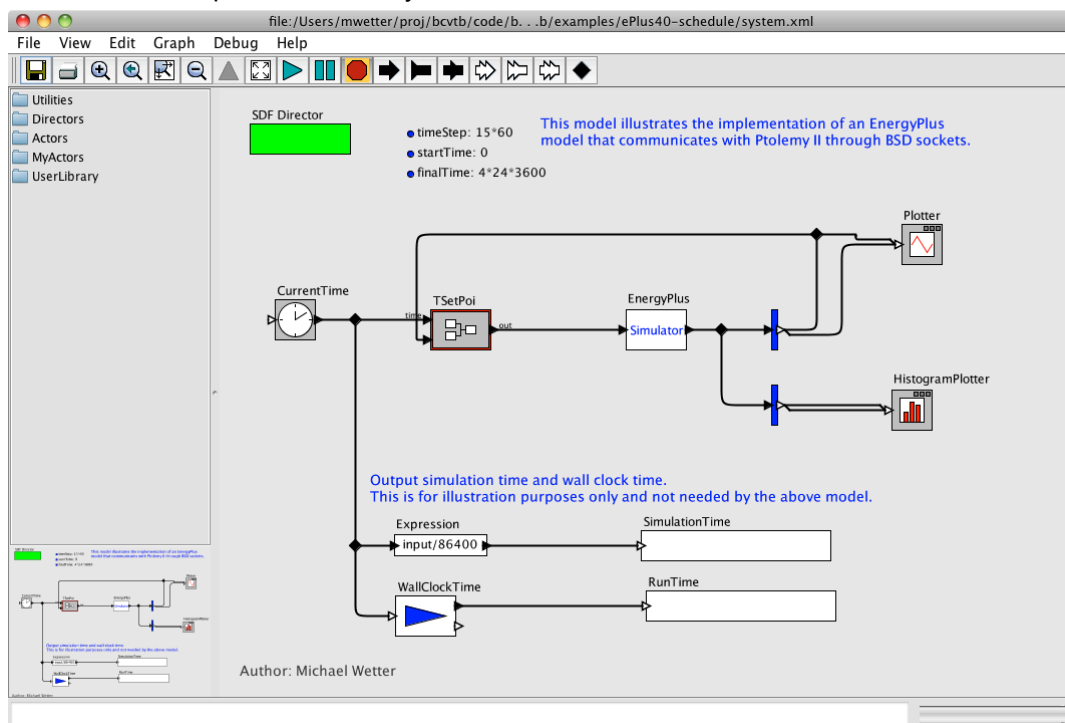 file:/Users/mwetter/proj/bcvtb/code/b. . .b/examples/ePlus40-schedule/system.xml
File View Edit Graph Debug Help
Utilities
Directors
Actors
MyActors
UserLibrary
SDF Director
timeStep: 15*60
startTime: 0
finalTime: 4*24*3600
This model illustrates the implementation of an EnergyPlus
model that communicates with Ptolemy II through BSD sockets.
Plotter
CurrentTime
TSetPoi
time
out
EnergyPlus
Simulator
HistogramPlotter
Output simulation time and wall clock time.
This is for illustration purposes only and not needed by the above model.
Expression
input/86400
SimulationTime
WallClockTime
RunTime
Author: Michael Wetter